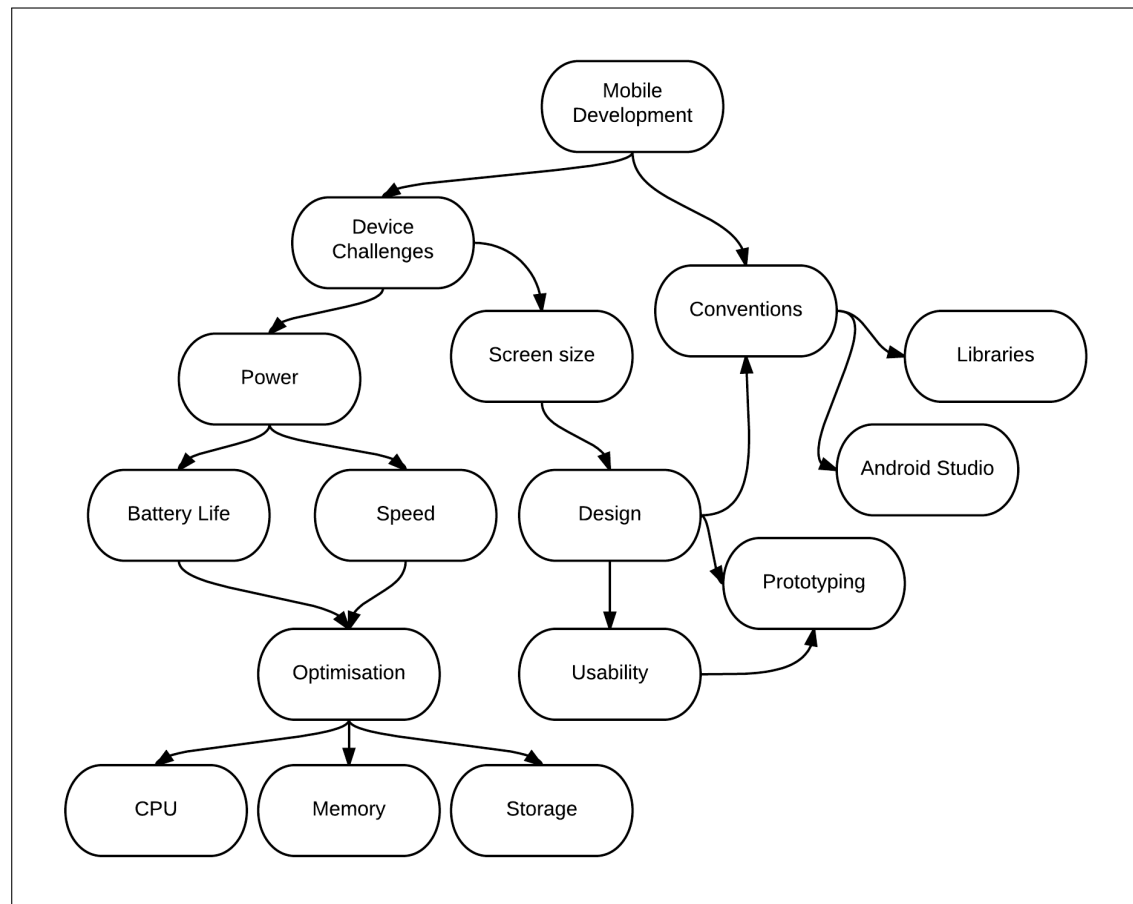 Mobile
Development
Device
Challenges
Conventions
Screen size
Libraries
Power
Android Studio
Battery Life
Speed
Design
Prototyping
Optimisation
Usability
CPU
Memory
Storage